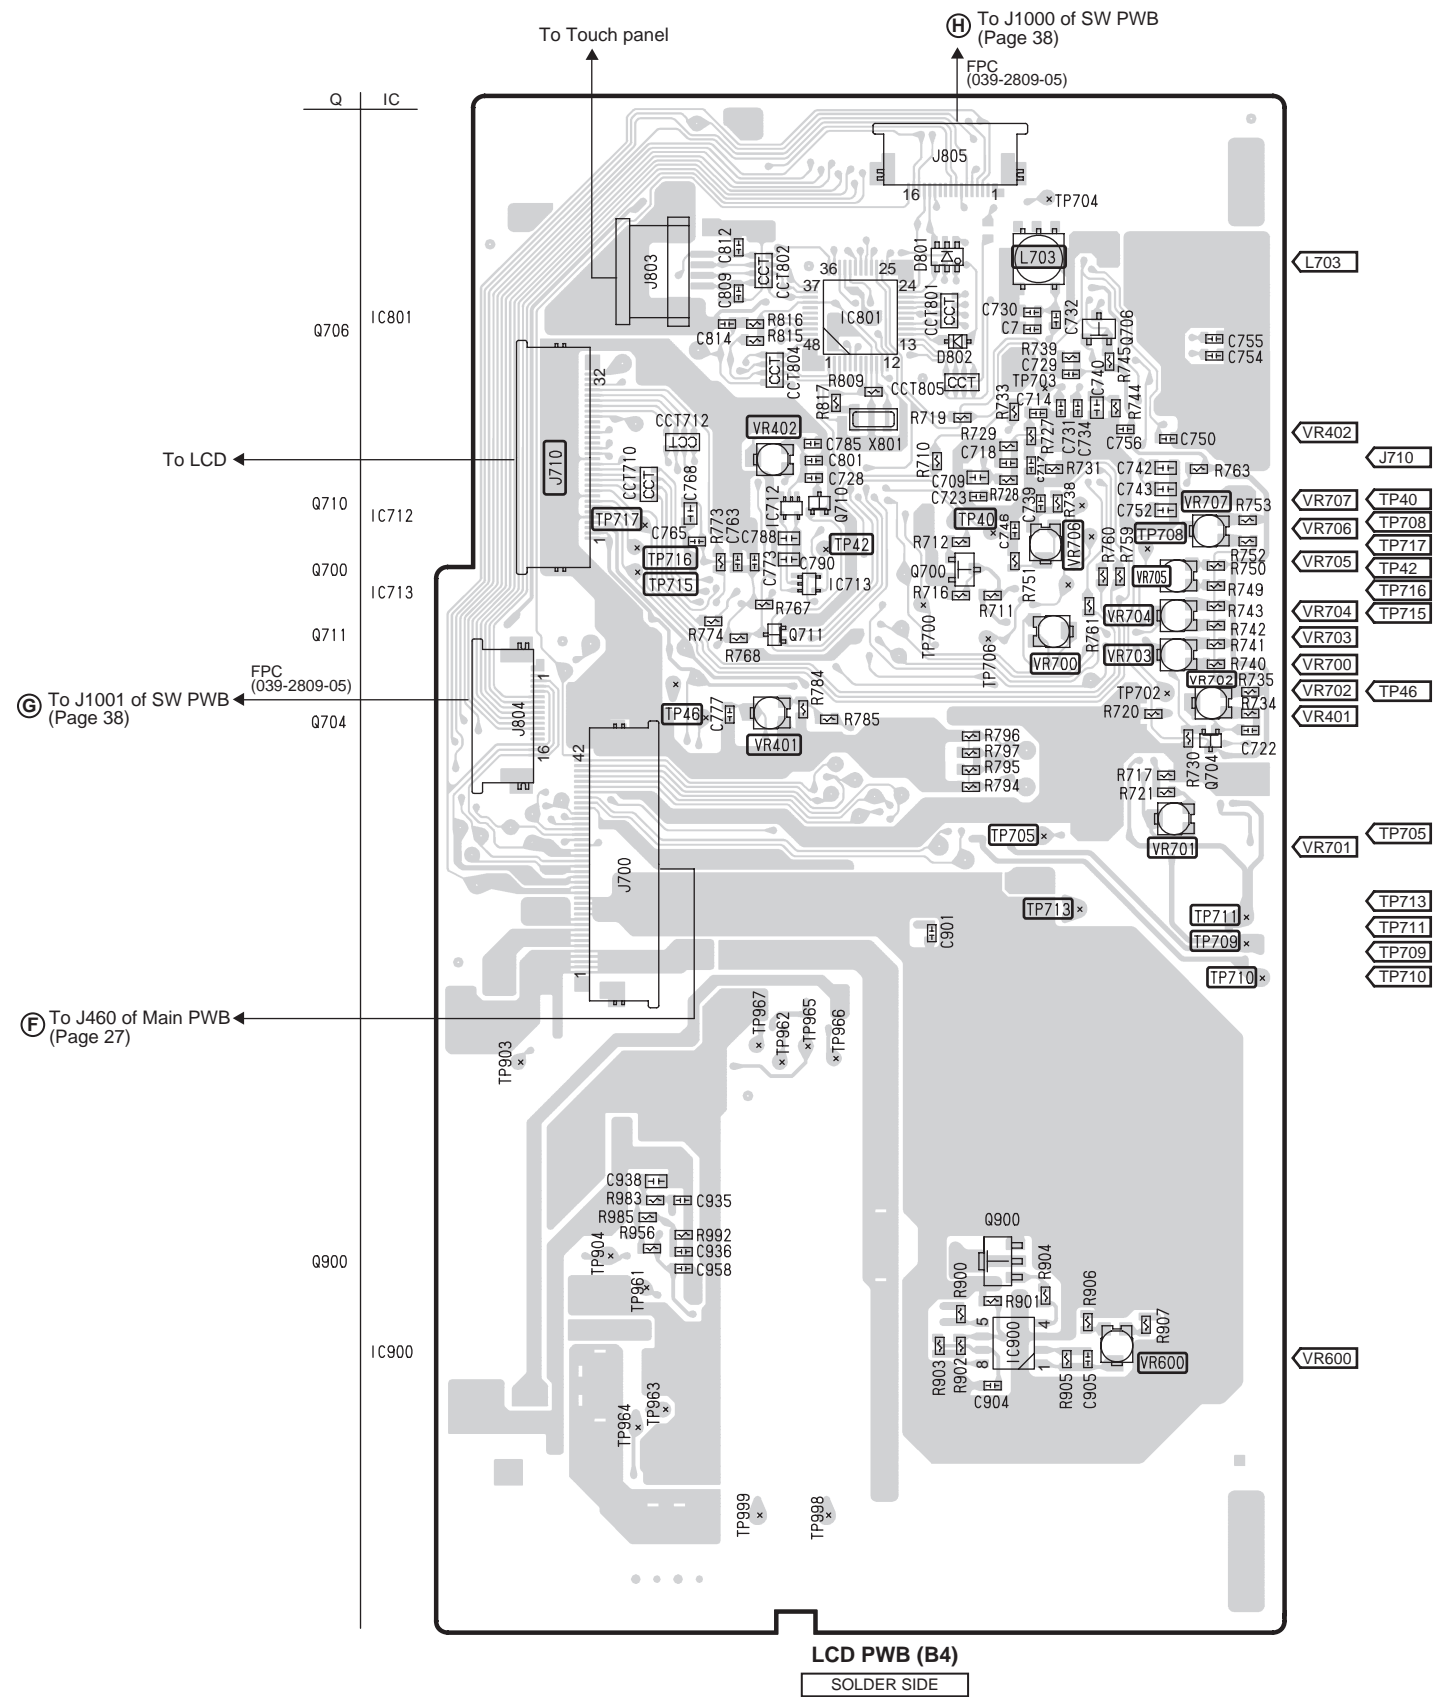 H To J1000 of SW PWB
(Page 38)
To Touch panel
FPC
(039-2809-05)
Q IC
J805
16 1
TP704
L703
L703
D801
C812
CCT802
J803
C809
36 25
37 24
IC801
48 13
1 12
CCT801
CCT
CCT
C730
C7
C732
Q706
IC801
Q706
R816
R815
C814
CCT804
CCT
D802
R739
C729
TP703
C740
R745
C755
C754
R809
CCT805
CCT
R817
X801
R719
R733
C714
R727
C731
C734
R744
C756
C750
32
CCT712
CCT
VR402
C785
C801
C728
R710
R729
C718
C717
R731
VR402
To LCD
J710
J710
CCT710
CCT
C768
C709
C723
R728
C739
R738
C742
C743
C752
R763
VR707
R753
VR707
TP40
Q710
IC712
TP717
C765
R773
C763
C788
IC712
Q710
TP42
TP40
C746
VR706
TP708
VR706
TP708
TP717
1
TP716
TP715
C773
C790
IC713
R712
Q700
R716
R711
R751
R760
R759
VR705
R752
R750
R749
VR705
TP42
TP716
Q700
IC713
R767
R774
R768
Q711
TP700
TP706
VR700
R761
VR704
R743
R742
VR704
TP715
Q711
VR703
R741
R740
VR703
VR700
FPC
(039-2809-05)
G To J1001 of SW PWB
(Page 38)
Q704
1
J804
16
TP46
C777
VR401
R784
R785
TP702
R720
VR702
R735
R734
VR702
TP46
VR401
42
R796
R797
R795
R794
R730
Q704
C722
R717
R721
TP705
VR701
VR701
TP705
J700
1
TP713
TP711
TP709
TP710
TP713
TP711
TP709
TP710
C901
F To J460 of Main PWB
(Page 27)
TP903
TP967
TP962
TP965
TP966
C938
R983
C935
R985
R956
R992
C936
C958
TP904
TP961
Q900
Q900
R900
R904
R901
R906
R907
5 4
IC900
8 1
IC900
R903
R902
C904
R905
C905
VR600
VR600
TP963
TP964
TP999
TP998
LCD PWB (B4)
SOLDER SIDE